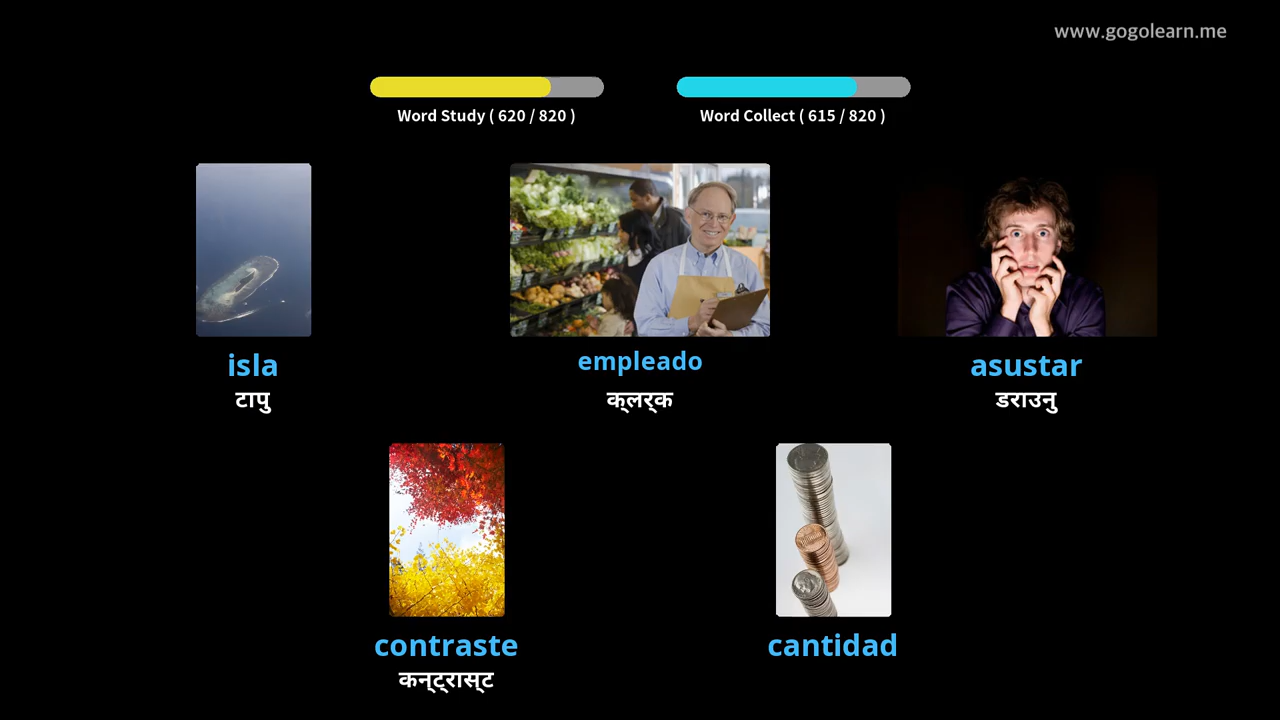 www.gogolearn.me
Word Study ( 620 / 820 )
Word Collect ( 615 / 820 )
isla
टापु
empleado
क्‌लर्‌क
asustar
डराउनु
contraste
कन्‌ट्‌रास्‌ट
cantidad